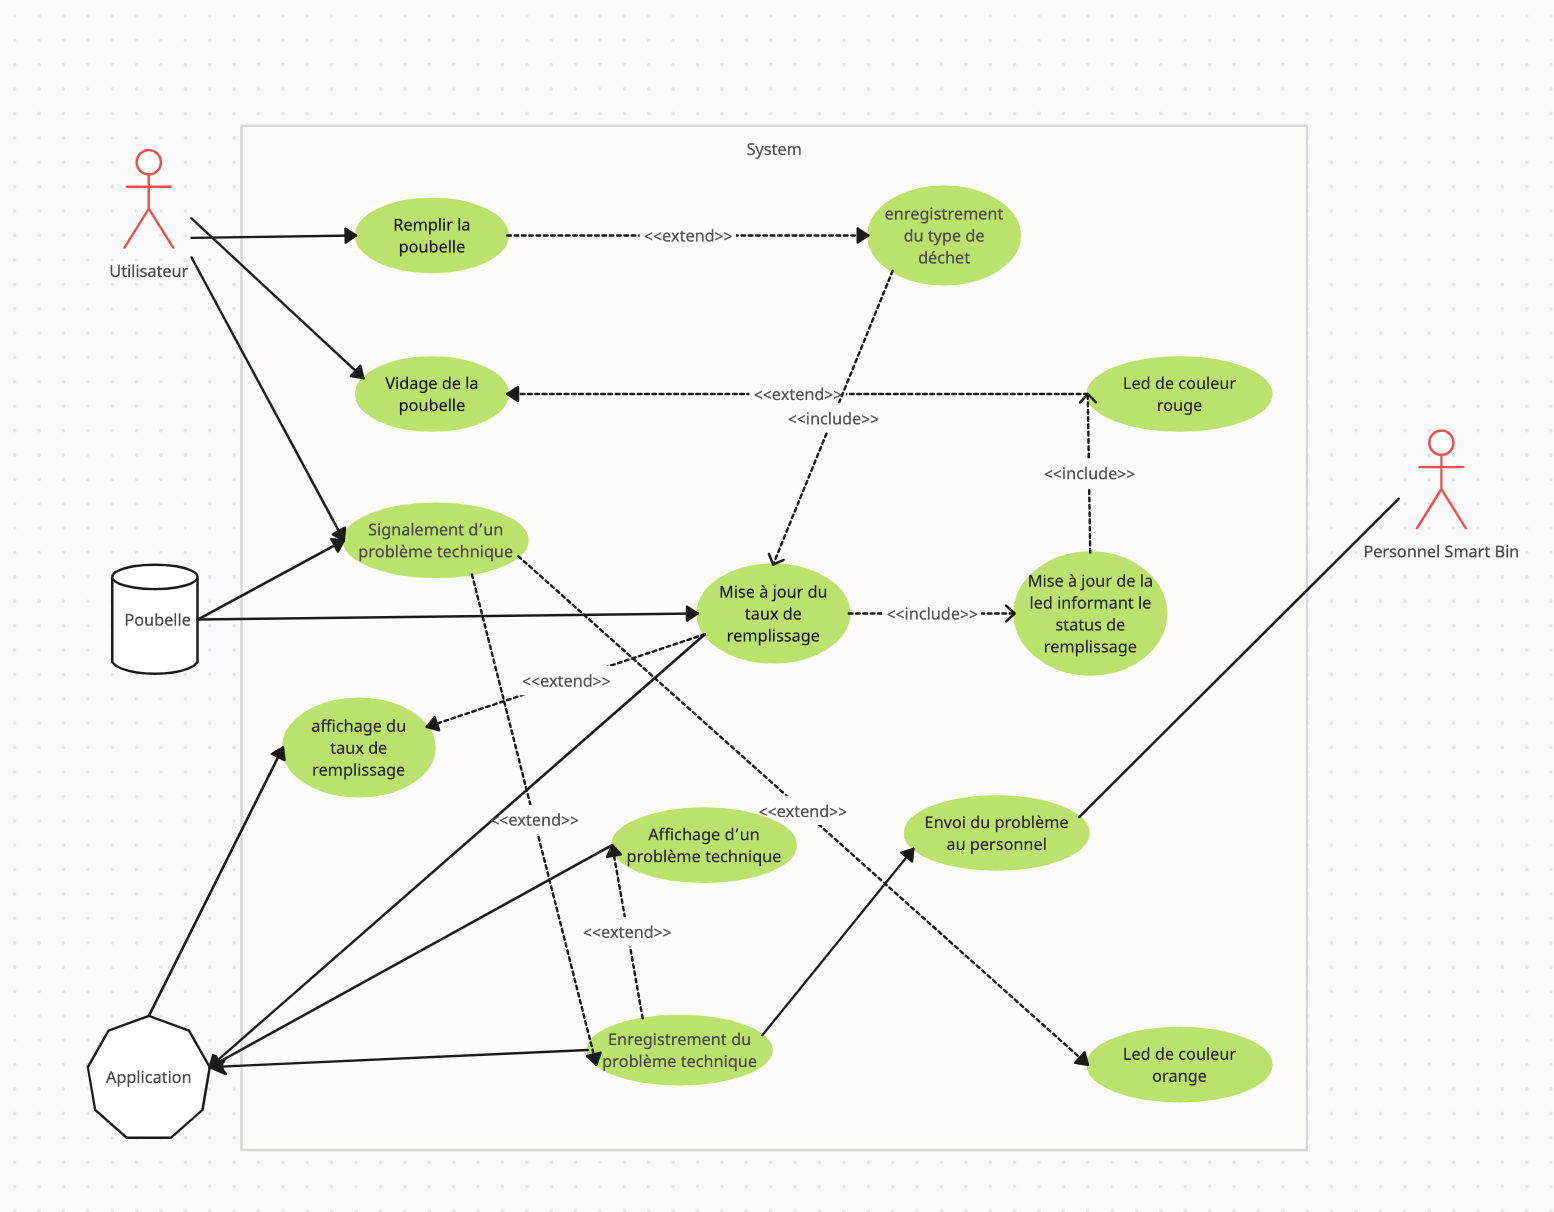 System
Utilisateur
Remplir la
poubelle
<<extend>>
enregistrement
du type de
déchet
Vidage de la
poubelle
<<extend>>
<<include>>
Led de couleur
rouge
<<include>>
Signalement d’un
problème technique
Personnel Smart Bin
Poubelle
Mise à jour du
taux de
remplissage
<<include>>
Mise à jour de la
led informant le
status de
remplissage
<<extend>>
affichage du
taux de
remplissage
<<extend>>
<<extend>>
Affichage d’un
problème technique
Envoi du problème
au personnel
<<extend>>
Enregistrement du
problème technique
Led de couleur
orange
Application